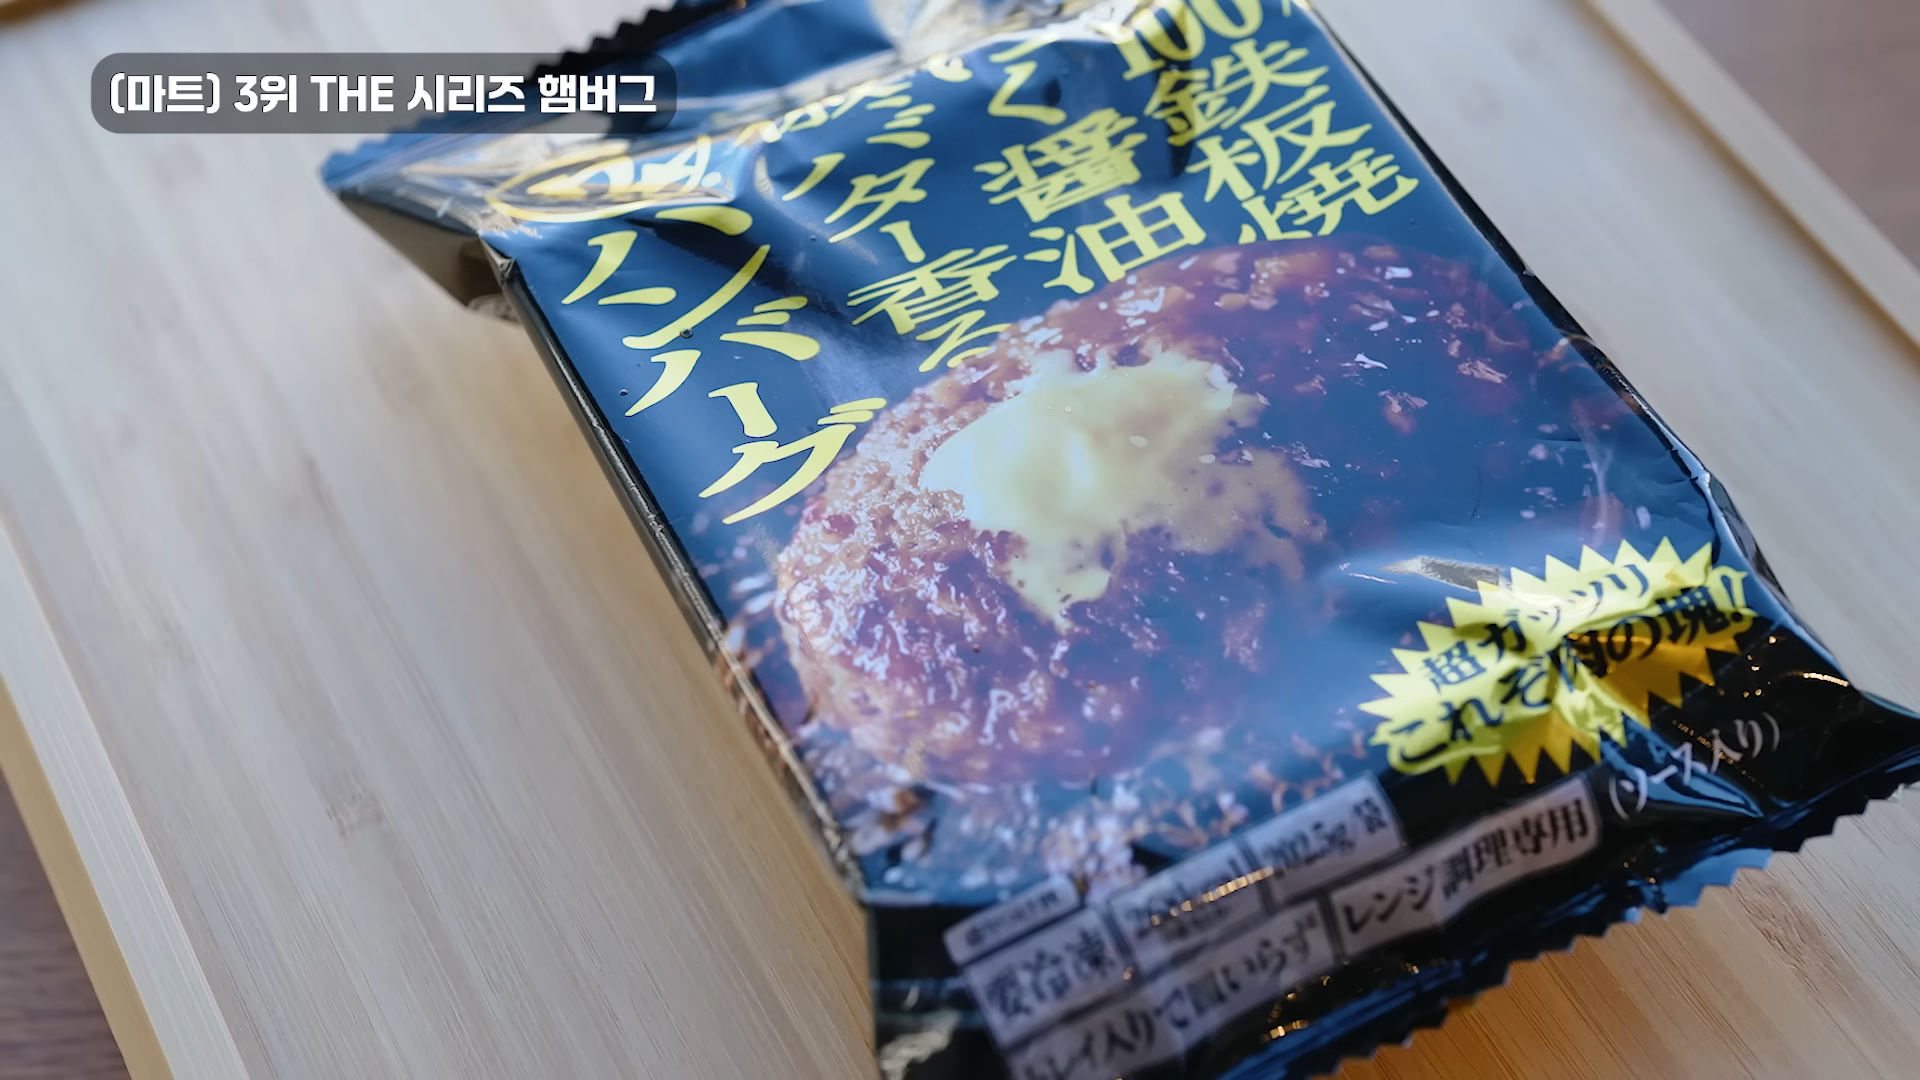 (마트) 3위 THE 시리즈 햄버그
鉄板焼
醤油
バター香る
ハンバーグ
超ガッツリ
これぞ肉の塊!!
(ソース入り)
202.5g/袋
レンジ調理専用
要冷凍
トレイ入りで皿いらず